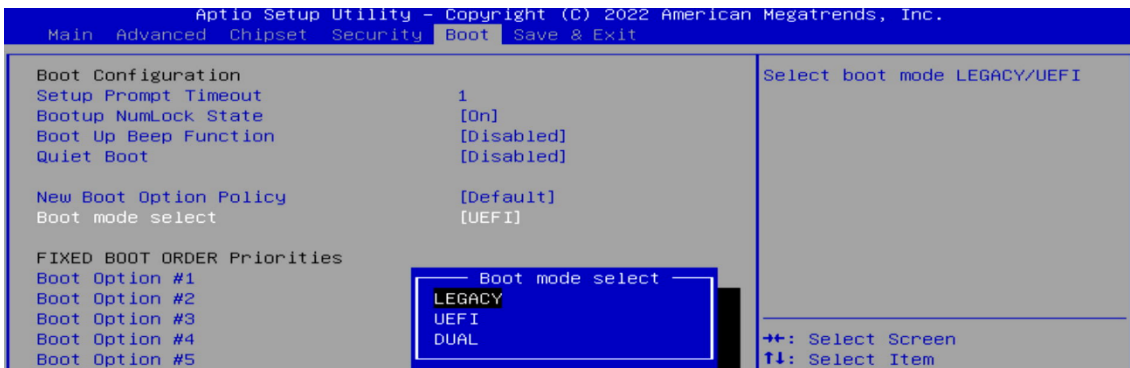 Aptio Setup Utility – Copyright (C) 2022 American Megatrends, Inc.
Main Advanced Chipset Security Boot Save & Exit
Boot Configuration
Setup Prompt Timeout 1
Bootup NumLock State [On]
Boot Up Beep Function [Disabled]
Quiet Boot [Disabled]
New Boot Option Policy [Default]
Boot mode select [UEFI]
FIXED BOOT ORDER Priorities
Boot Option #1
Boot Option #2
Boot Option #3
Boot Option #4
Boot Option #5
Boot mode select
LEGACY
UEFI
DUAL
Select boot mode LEGACY/UEFI
→←: Select Screen
↑↓: Select Item